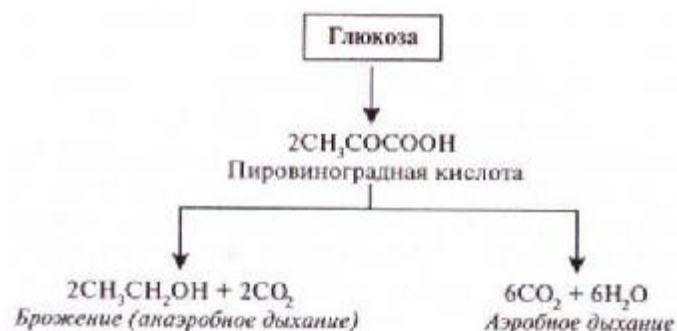 Глюкоза
2CH₃COCOOH
Пировиноградная кислота
2CH₃CH₂OH + 2CO₂
Брожение (анаэробное дыхание)
6CO₂ + 6H₂O
Аэробное дыхание